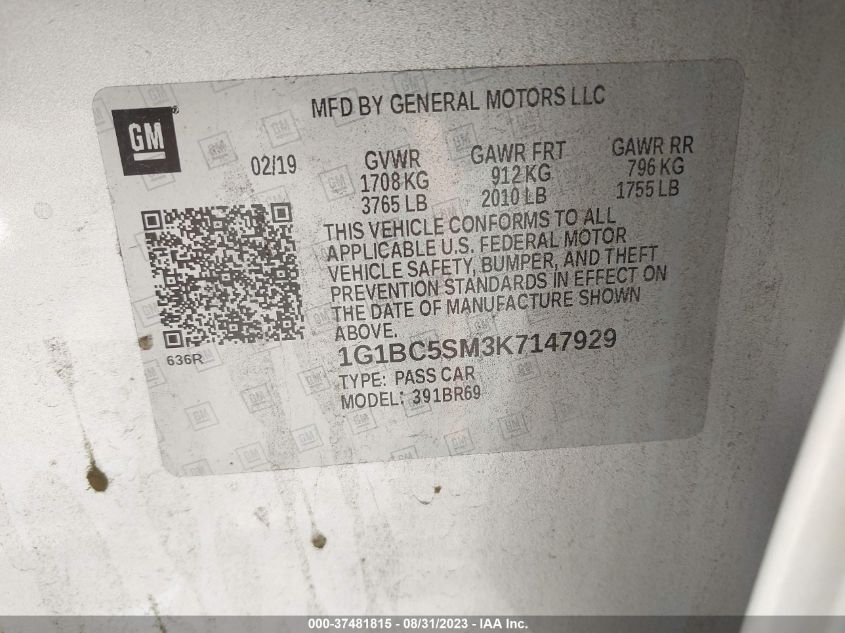 MFD BY GENERAL MOTORS LLC
GM®
02/19
GVWR
1708 KG
3765 LB
GAWR FRT
912 KG
2010 LB
GAWR RR
796 KG
1755 LB
THIS VEHICLE CONFORMS TO ALL
APPLICABLE U.S. FEDERAL MOTOR
VEHICLE SAFETY, BUMPER, AND THEFT
PREVENTION STANDARDS IN EFFECT ON
THE DATE OF MANUFACTURE SHOWN
ABOVE.
636R
1G1BC5SM3K7147929
TYPE: PASS CAR
MODEL: 391BR69
000-37481815 - 08/31/2023 - IAA Inc.